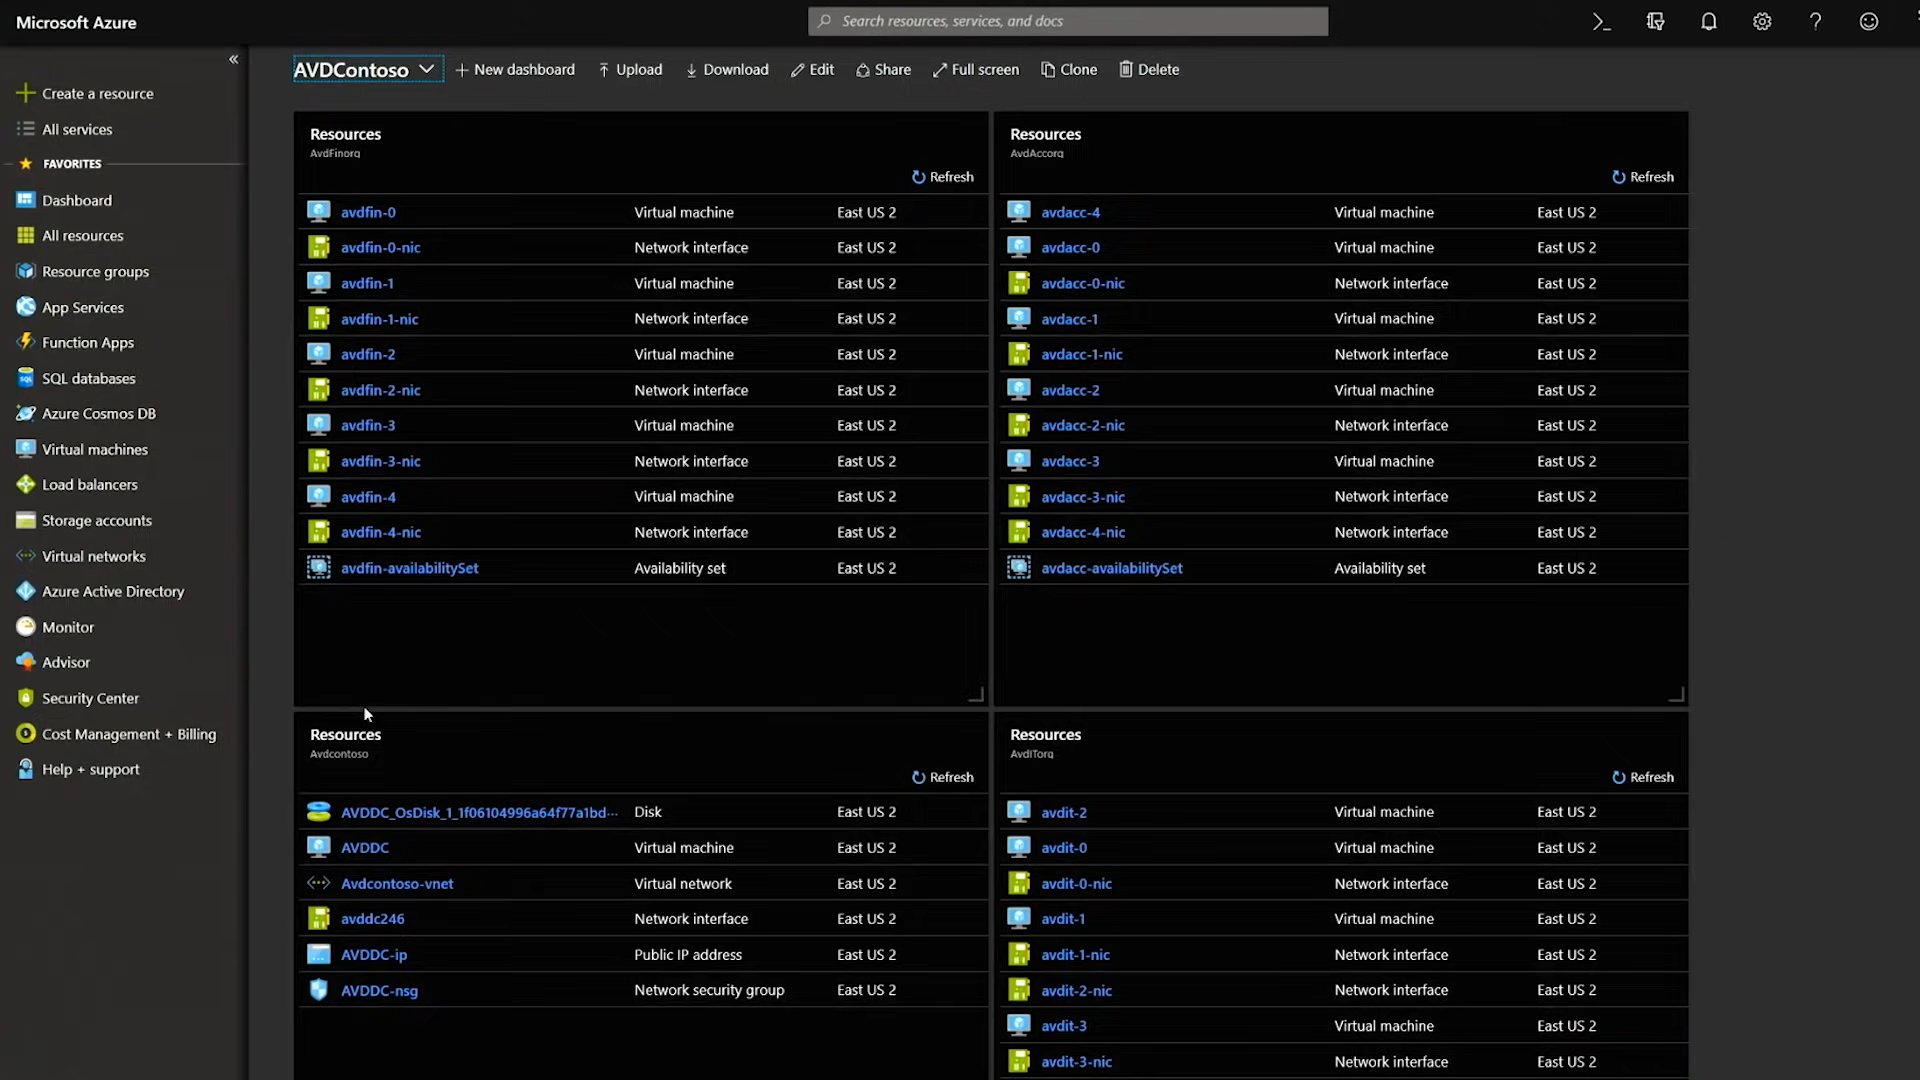 Microsoft Azure
Search resources, services, and docs
AVDContoso
New dashboard
Upload
Download
Edit
Share
Full screen
Clone
Delete
Create a resource
All services
FAVORITES
Dashboard
All resources
Resource groups
App Services
Function Apps
SQL databases
Azure Cosmos DB
Virtual machines
Load balancers
Storage accounts
Virtual networks
Azure Active Directory
Monitor
Advisor
Security Center
Cost Management + Billing
Help + support
Resources
AvdFinorg
Refresh
avdfin-0 Virtual machine East US 2
avdfin-0-nic Network interface East US 2
avdfin-1 Virtual machine East US 2
avdfin-1-nic Network interface East US 2
avdfin-2 Virtual machine East US 2
avdfin-2-nic Network interface East US 2
avdfin-3 Virtual machine East US 2
avdfin-3-nic Network interface East US 2
avdfin-4 Virtual machine East US 2
avdfin-4-nic Network interface East US 2
avdfin-availabilitySet Availability set East US 2
Resources
AvdAccorg
Refresh
avdacc-4 Virtual machine East US 2
avdacc-0 Virtual machine East US 2
avdacc-0-nic Network interface East US 2
avdacc-1 Virtual machine East US 2
avdacc-1-nic Network interface East US 2
avdacc-2 Virtual machine East US 2
avdacc-2-nic Network interface East US 2
avdacc-3 Virtual machine East US 2
avdacc-3-nic Network interface East US 2
avdacc-4-nic Network interface East US 2
avdacc-availabilitySet Availability set East US 2
Resources
Avdcontoso
Refresh
AVDDC_OsDisk_1_1f06104996a64f77a1bd... Disk East US 2
AVDDC Virtual machine East US 2
Avdcontoso-vnet Virtual network East US 2
avddc246 Network interface East US 2
AVDDC-ip Public IP address East US 2
AVDDC-nsg Network security group East US 2
Resources
AvdITorg
Refresh
avdit-2 Virtual machine East US 2
avdit-0 Virtual machine East US 2
avdit-0-nic Network interface East US 2
avdit-1 Virtual machine East US 2
avdit-1-nic Network interface East US 2
avdit-2-nic Network interface East US 2
avdit-3 Virtual machine East US 2
avdit-3-nic Network interface East US 2